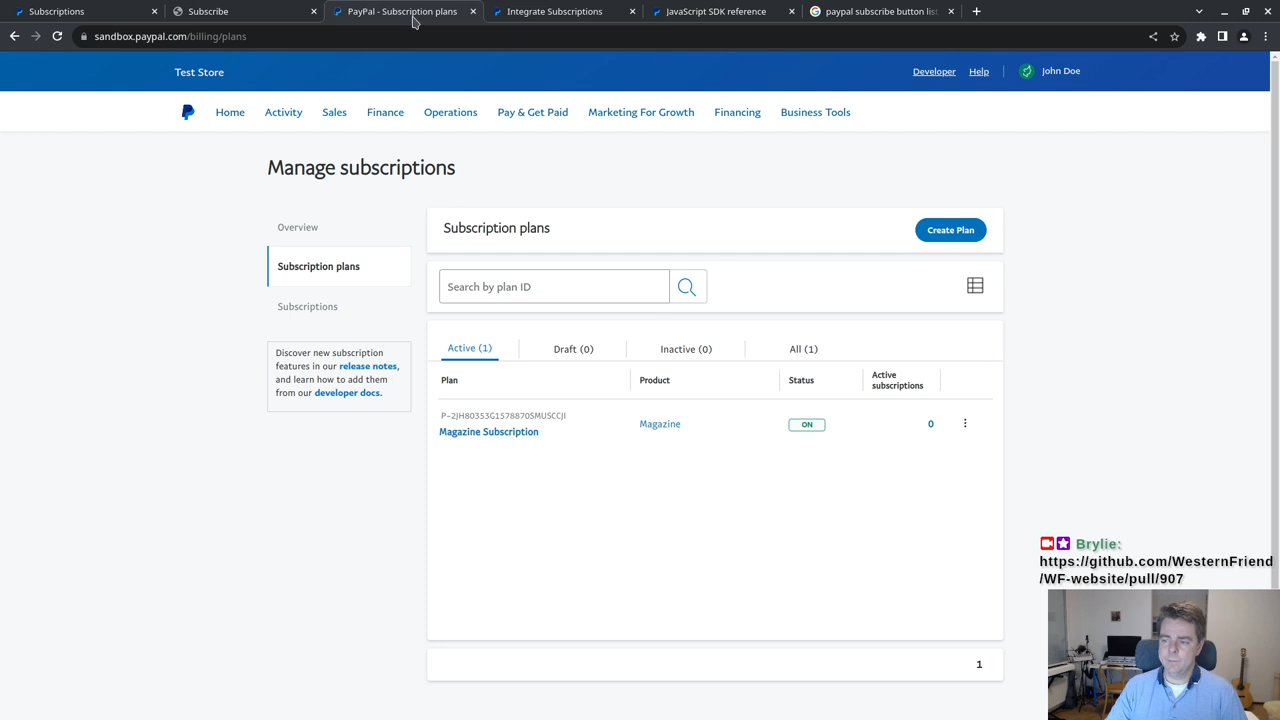 Subscriptions
Subscribe
PayPal - Subscription plans
Integrate Subscriptions
JavaScript SDK reference
paypal subscribe button list
sandbox.paypal.com/billing/plans
Test Store
Developer
Help
John Doe
Home
Activity
Sales
Finance
Operations
Pay & Get Paid
Marketing For Growth
Financing
Business Tools
Manage subscriptions
Overview
Subscription plans
Subscriptions
Discover new subscription
features in our release notes,
and learn how to add them
from our developer docs.
Subscription plans
Create Plan
Search by plan ID
Active (1)
Draft (0)
Inactive (0)
All (1)
Plan
Product
Status
Active
subscriptions
P-2JH80353G1578870SMUSCCJI
Magazine Subscription
Magazine
ON
0
1
Brylie:
https://github.com/WesternFriend
/WF-website/pull/907